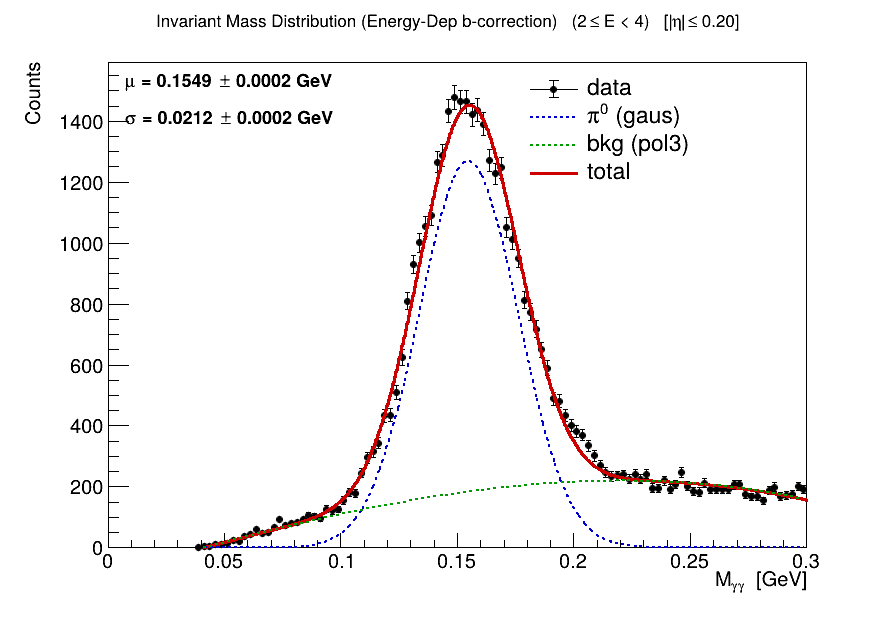 Invariant Mass Distribution (Energy-Dep b-correction) (2 ≤ E < 4) [|η| ≤ 0.20]
Counts
μ = 0.1549 ± 0.0002 GeV
σ = 0.0212 ± 0.0002 GeV
data
π⁰ (gaus)
bkg (pol3)
total
1400
1200
1000
800
600
400
200
0
0 0.05 0.1 0.15 0.2 0.25 0.3
Mγγ [GeV]